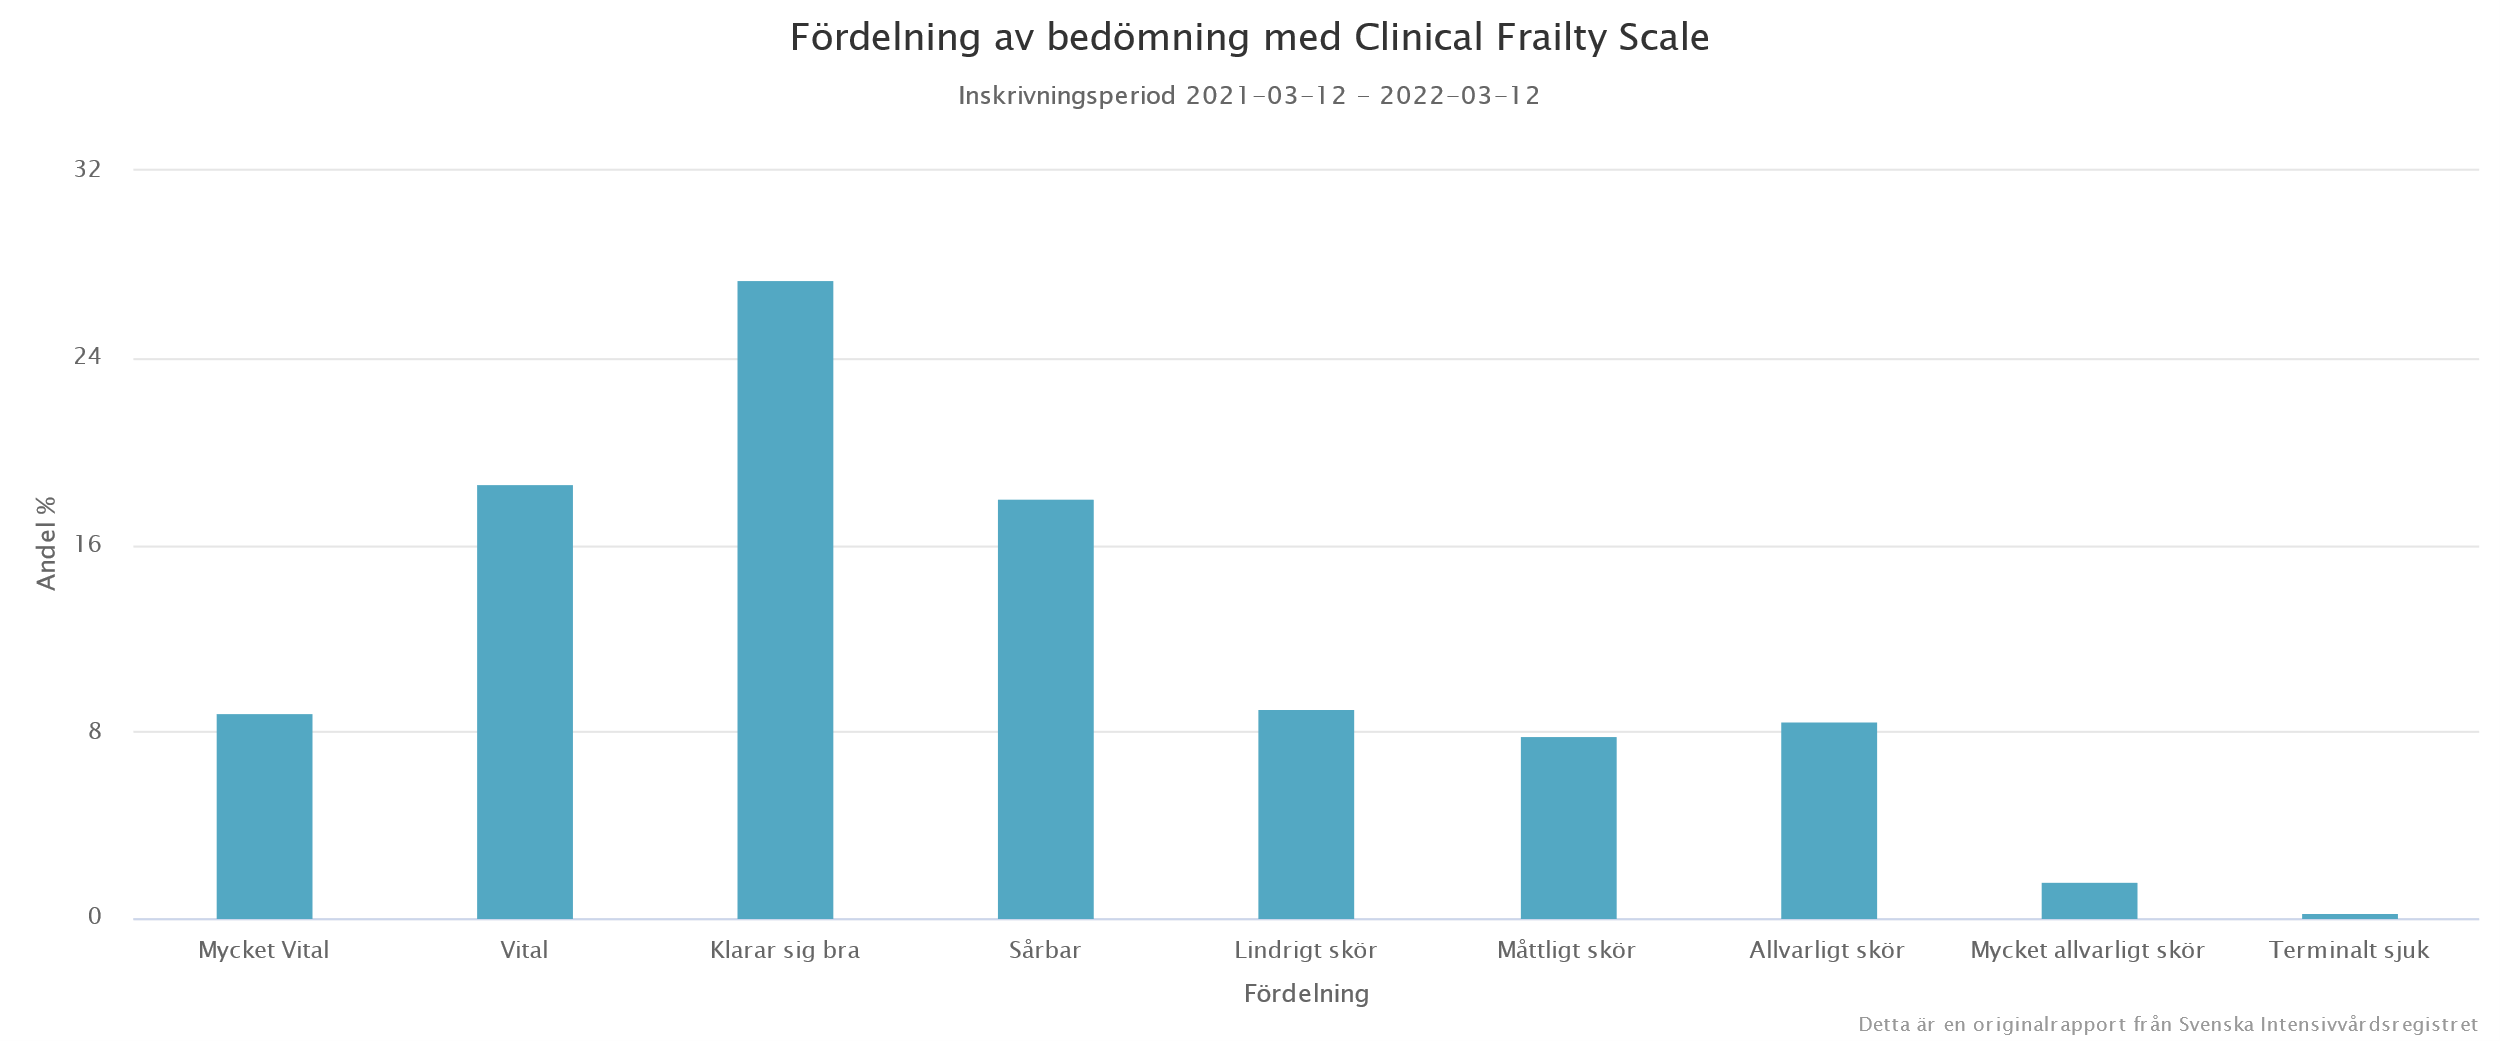 Fördelning av bedömning med Clinical Frailty Scale
Inskrivningsperiod 2021-03-12 - 2022-03-12
32
24
16
8
0
Andel %
Mycket Vital
Vital
Klarar sig bra
Sårbar
Lindrigt skör
Måttligt skör
Allvarligt skör
Mycket allvarligt skör
Terminalt sjuk
Fördelning
Detta är en originalrapport från Svenska Intensivvårdsregistret